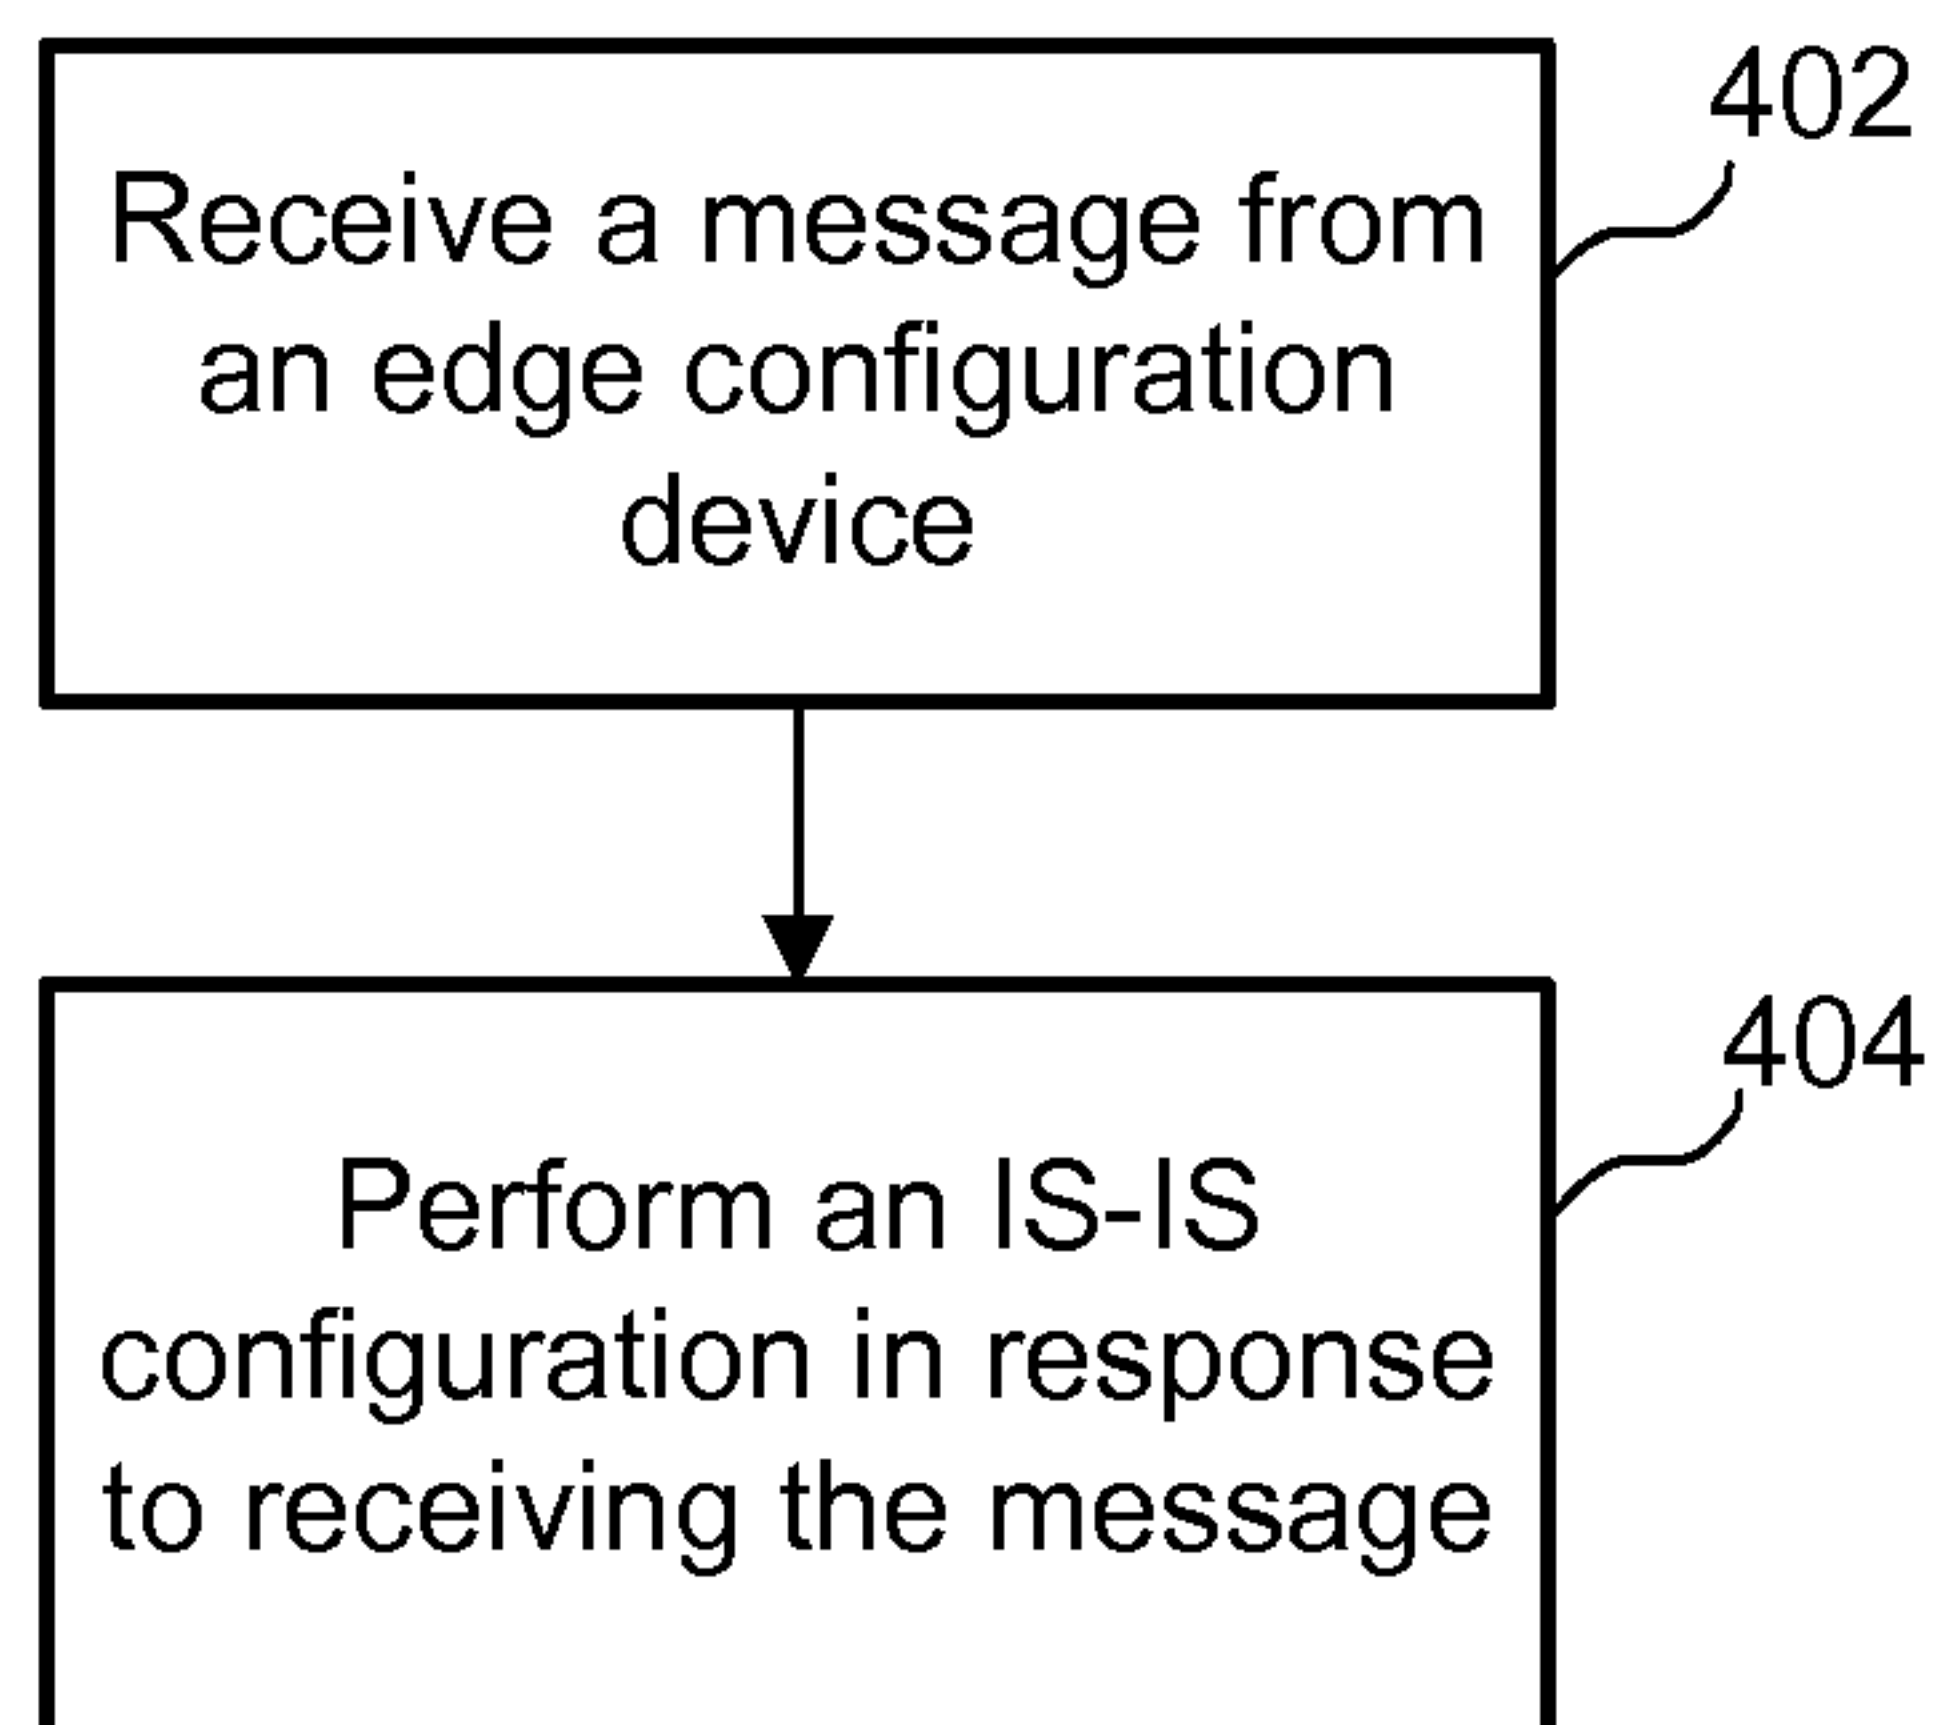 402
Receive a message from
an edge configuration
device
404
Perform an IS-IS
configuration in response
to receiving the message